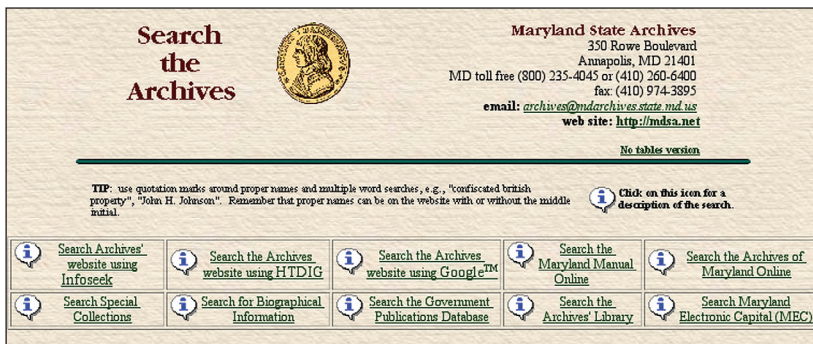 Search
the
Archives
Maryland State Archives
350 Rowe Boulevard
Annapolis, MD 21401
MD toll free (800) 235-4045 or (410) 260-6400
fax: (410) 974-3895
email: archives@mdarchives.state.md.us
web site: http://mdsa.net
No tables version
TIP: use quotation marks around proper names and multiple word searches, e.g., "confiscated british
property", "John H. Johnson". Remember that proper names can be on the website with or without the middle
initial.
Click on this icon for a
description of the search.
Search Archives'
website using
Infoseek
Search the Archives
website using HTDIG
Search the Archives
website using Google™
Search the
Maryland Manual
Online
Search the Archives of
Maryland Online
Search Special
Collections
Search for Biographical
Information
Search the Government
Publications Database
Search the
Archives' Library
Search Maryland
Electronic Capital (MEC)